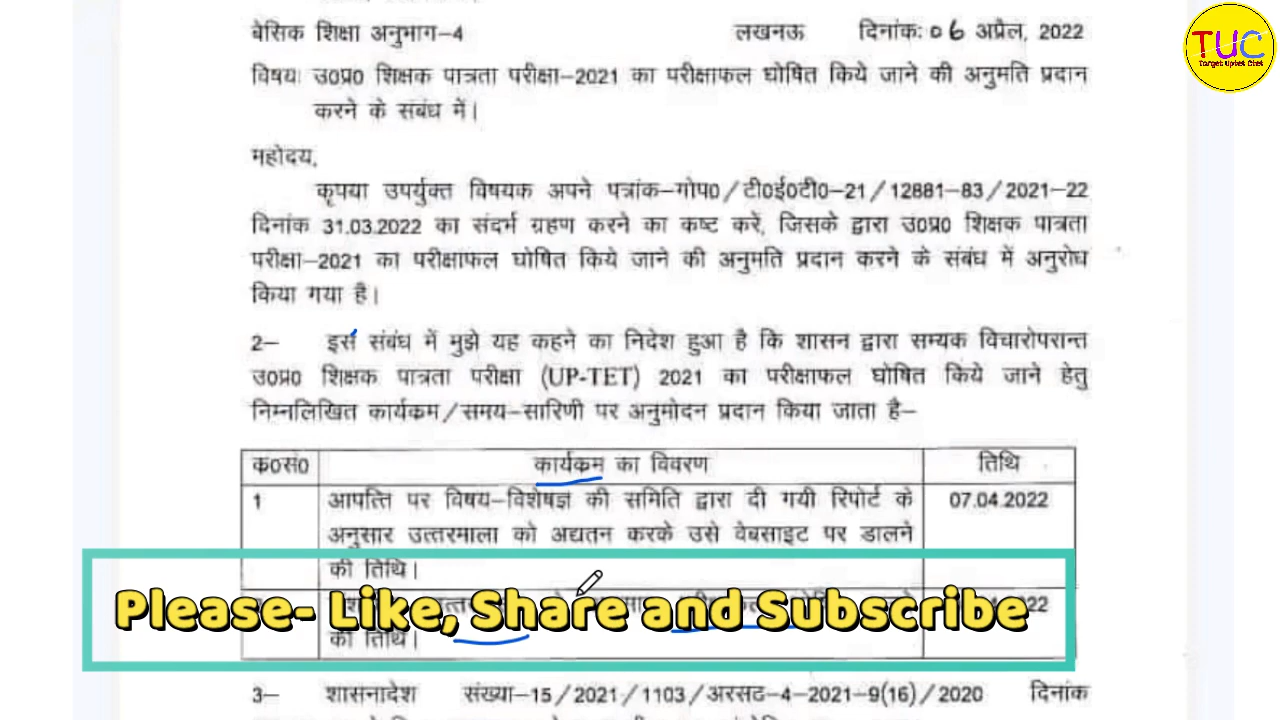 बेसिक शिक्षा अनुभाग-4 लखनऊ दिनांक: 06 अप्रैल, 2022
TUC
Target Uptet Ctet
विषयः उ0प्र0 शिक्षक पात्रता परीक्षा-2021 का परीक्षाफल घोषित किये जाने की अनुमति प्रदान
करने के संबंध में।
महोदय,
कृपया उपर्युक्त विषयक अपने पत्रांक-गोप0/टी0ई0टी0-21/12881-83/2021-22
दिनांक 31.03.2022 का संदर्भ ग्रहण करने का कष्ट करें, जिसके द्वारा उ0प्र0 शिक्षक पात्रता
परीक्षा-2021 का परीक्षाफल घोषित किये जाने की अनुमति प्रदान करने के संबंध में अनुरोध
किया गया है।
2- इस संबंध में मुझे यह कहने का निदेश हुआ है कि शासन द्वारा सम्यक विचारोपरान्त
उ0प्र0 शिक्षक पात्रता परीक्षा (UP-TET) 2021 का परीक्षाफल घोषित किये जाने हेतु
निम्नलिखित कार्यक्रम/समय-सारिणी पर अनुमोदन प्रदान किया जाता है-
क0सं0 कार्यक्रम का विवरण तिथि
1 आपत्ति पर विषय-विशेषज्ञ की समिति द्वारा दी गयी रिपोर्ट के 07.04.2022
अनुसार उत्तरमाला को अद्यतन करके उसे वेबसाइट पर डालने
की तिथि।
Please- Like, Share and Subscribe
की तिथि।
3- शासनादेश संख्या-15/2021/1103/अरसठ-4-2021-9(16)/2020 दिनांक